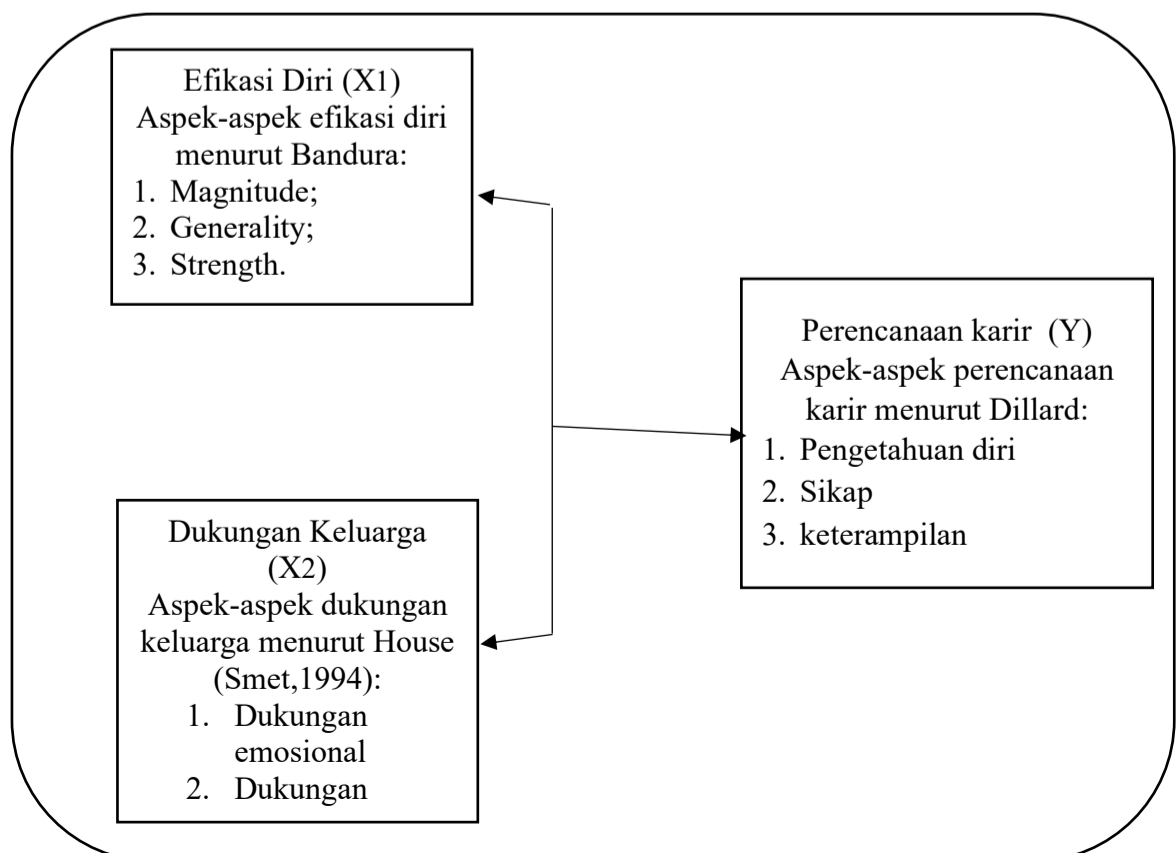 Efikasi Diri (X1)
Aspek-aspek efikasi diri
menurut Bandura:
1. Magnitude;
2. Generality;
3. Strength.
Perencanaan karir (Y)
Aspek-aspek perencanaan
karir menurut Dillard:
1. Pengetahuan diri
2. Sikap
3. keterampilan
Dukungan Keluarga
(X2)
Aspek-aspek dukungan
keluarga menurut House
(Smet,1994):
1. Dukungan
emosional
2. Dukungan